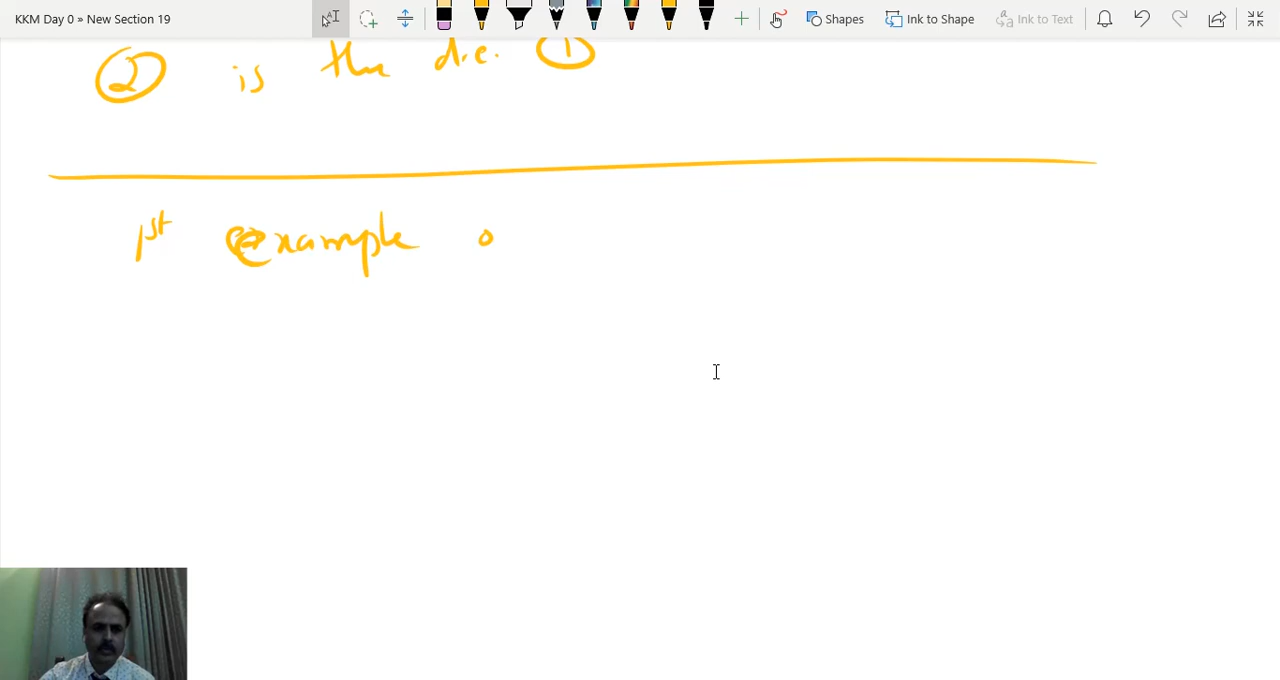 KKM Day 0 » New Section 19
Shapes Ink to Shape Ink to Text
② is the d.e. ①
1st example o